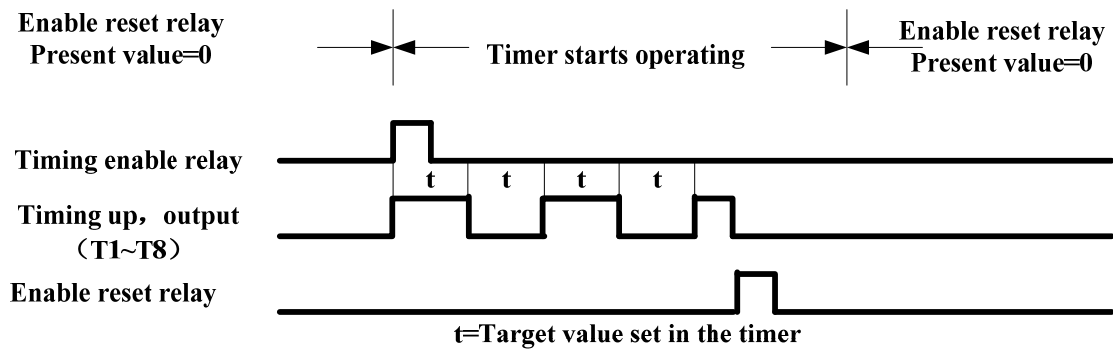 Enable reset relay
Present value=0
Timer starts operating
Enable reset relay
Present value=0
Timing enable relay
t t t t
Timing up，output
（T1~T8）
Enable reset relay
t=Target value set in the timer